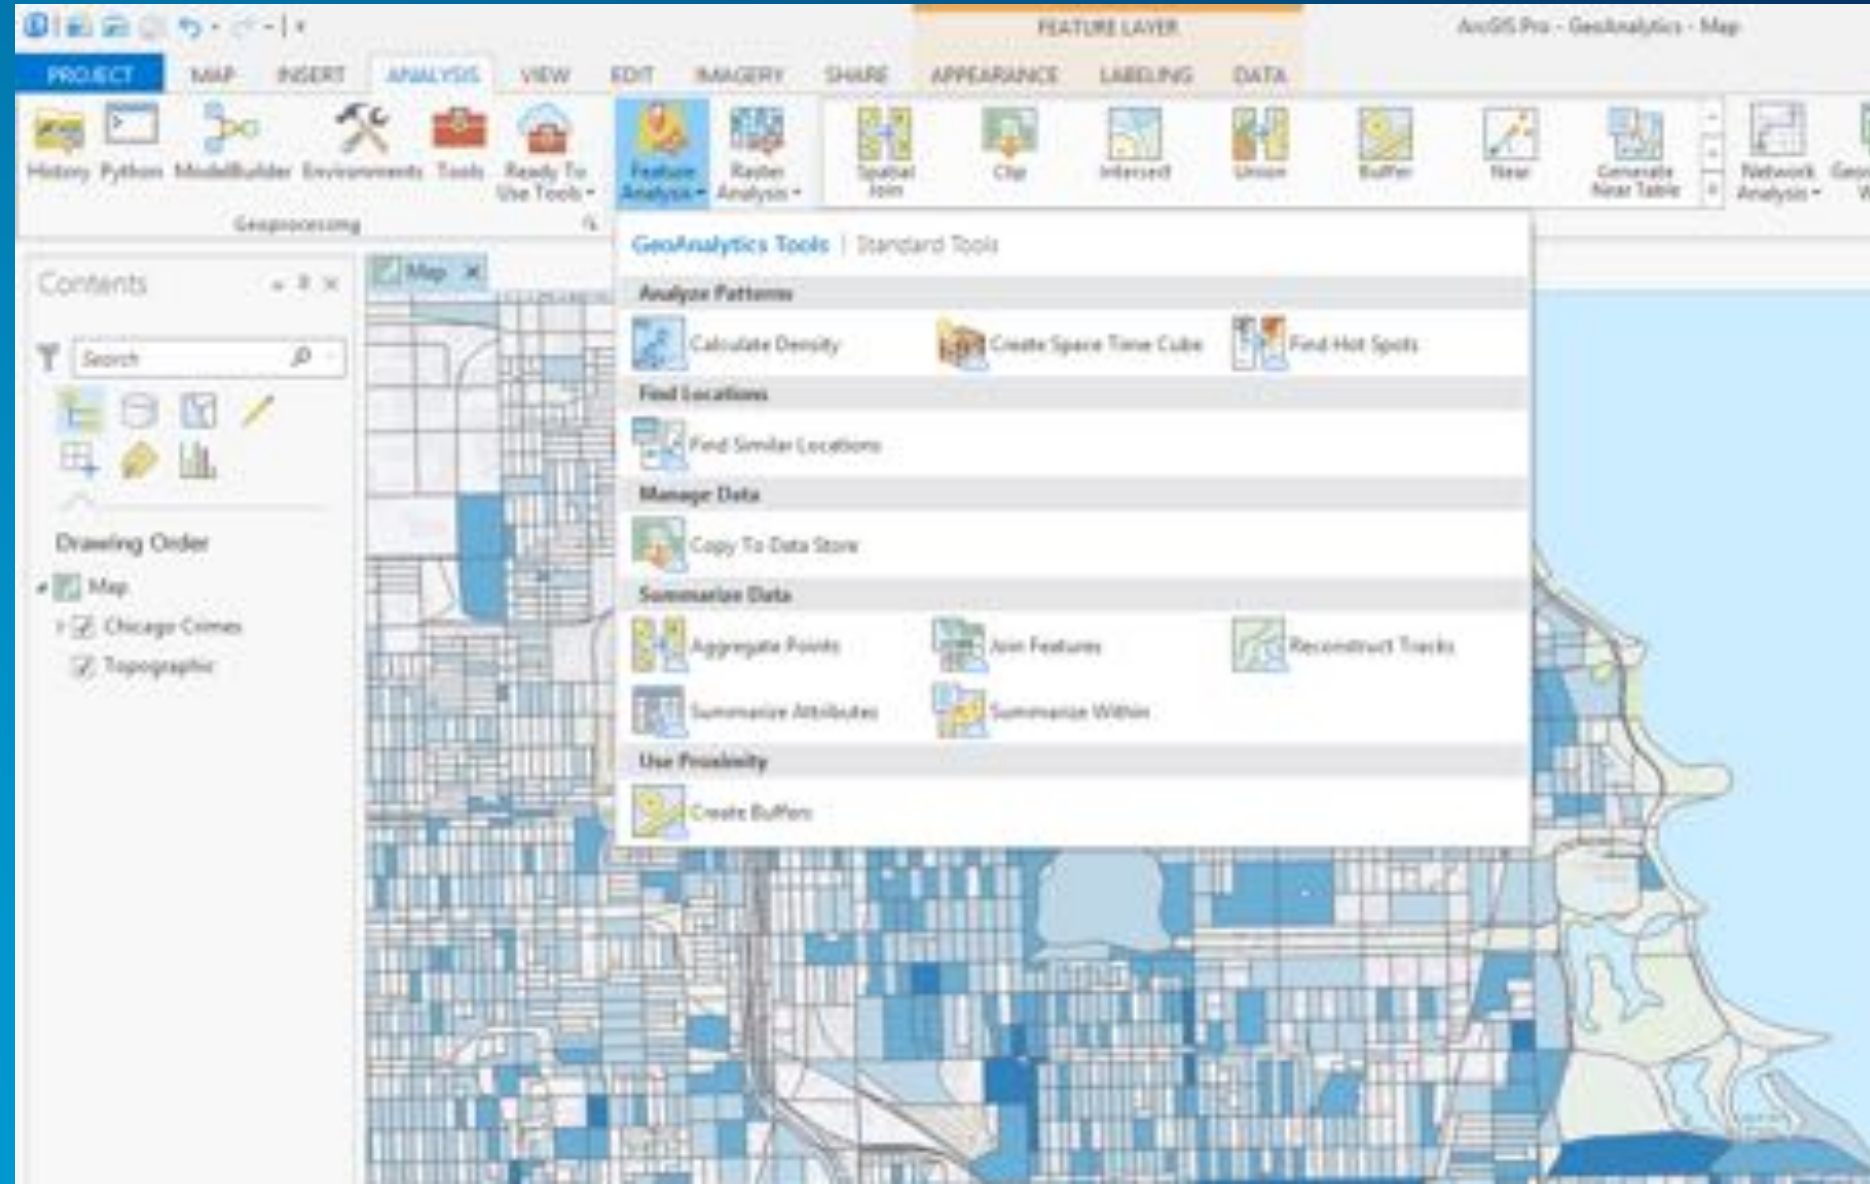 FEATURE LAYER
ArcGIS Pro - GeoAnalytics - Map
PROJECT MAP INSERT ANALYSIS VIEW EDIT IMAGERY SHARE APPEARANCE LABELING DATA
History Python ModelBuilder Environments Tools Ready To Use Tools
Feature Analysis Raster Analysis
Spatial Join Clip Intersect Union Buffer Near Generate Near Table
Network Analysis
Geoprocessing
GeoAnalytics Tools | Standard Tools
Contents
Map
Search
Analyze Patterns
Calculate Density Create Space Time Cube Find Hot Spots
Find Locations
Find Similar Locations
Manage Data
Copy To Data Store
Summarize Data
Aggregate Points Join Features Reconstruct Tracks
Summarize Attributes Summarize Within
Use Proximity
Create Buffers
Drawing Order
Map
Chicago Crimes
Topographic